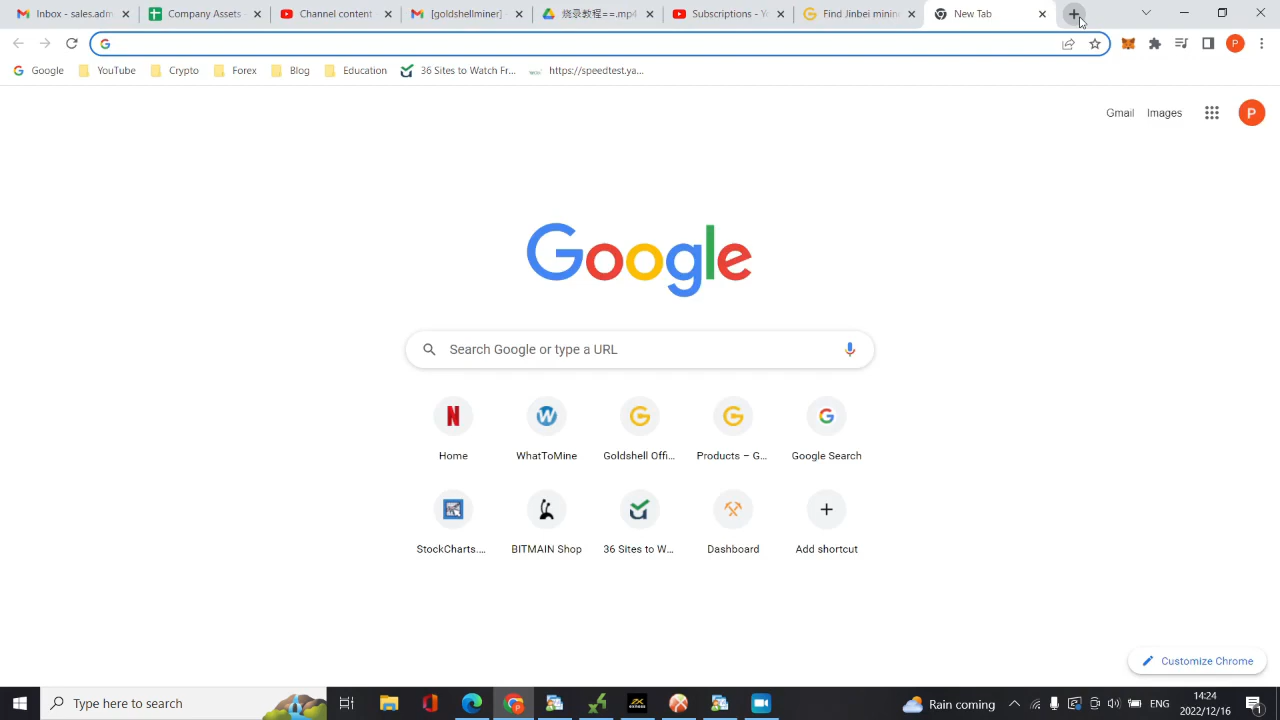 Inbox - sales.amd
Company Assets -
Channel content -
[goldshellminer] -
烧录教程==.mp4
Subscriptions - Yo
Find Jinbei minin
New Tab
Google
YouTube
Crypto
Forex
Blog
Education
36 Sites to Watch Fr...
https://speedtest.ya...
P
Gmail
Images
P
Google
Search Google or type a URL
N
W
Home
WhatToMine
Goldshell Offi...
Products – G...
Google Search
StockCharts....
BITMAIN Shop
36 Sites to W...
Dashboard
Add shortcut
Customize Chrome
Type here to search
Rain coming
ENG
14:24
2022/12/16